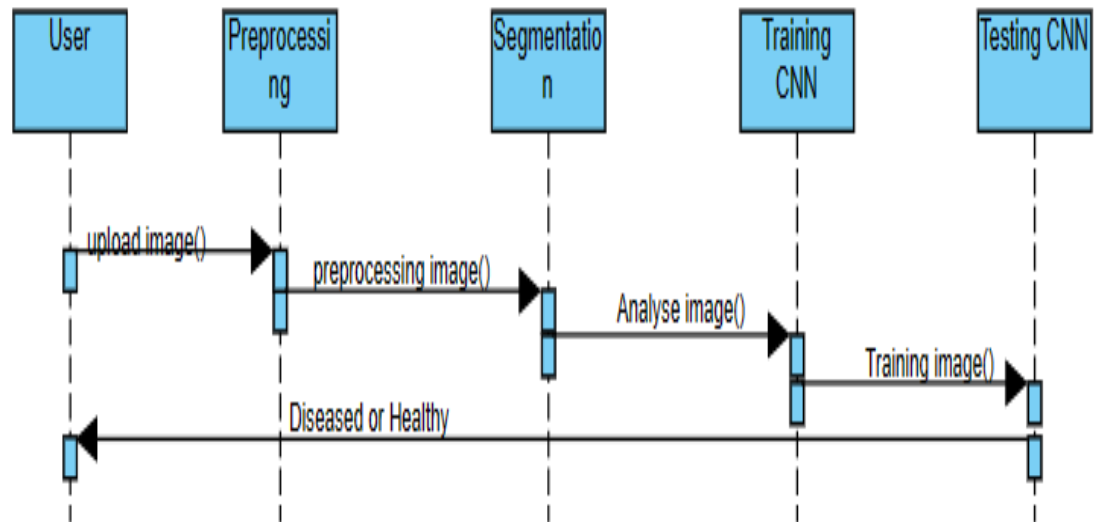 User
Preprocessi
ng
Segmentatio
n
Training
CNN
Testing CNN
upload image()
preprocessing image()
Analyse image()
Training image()
Diseased or Healthy